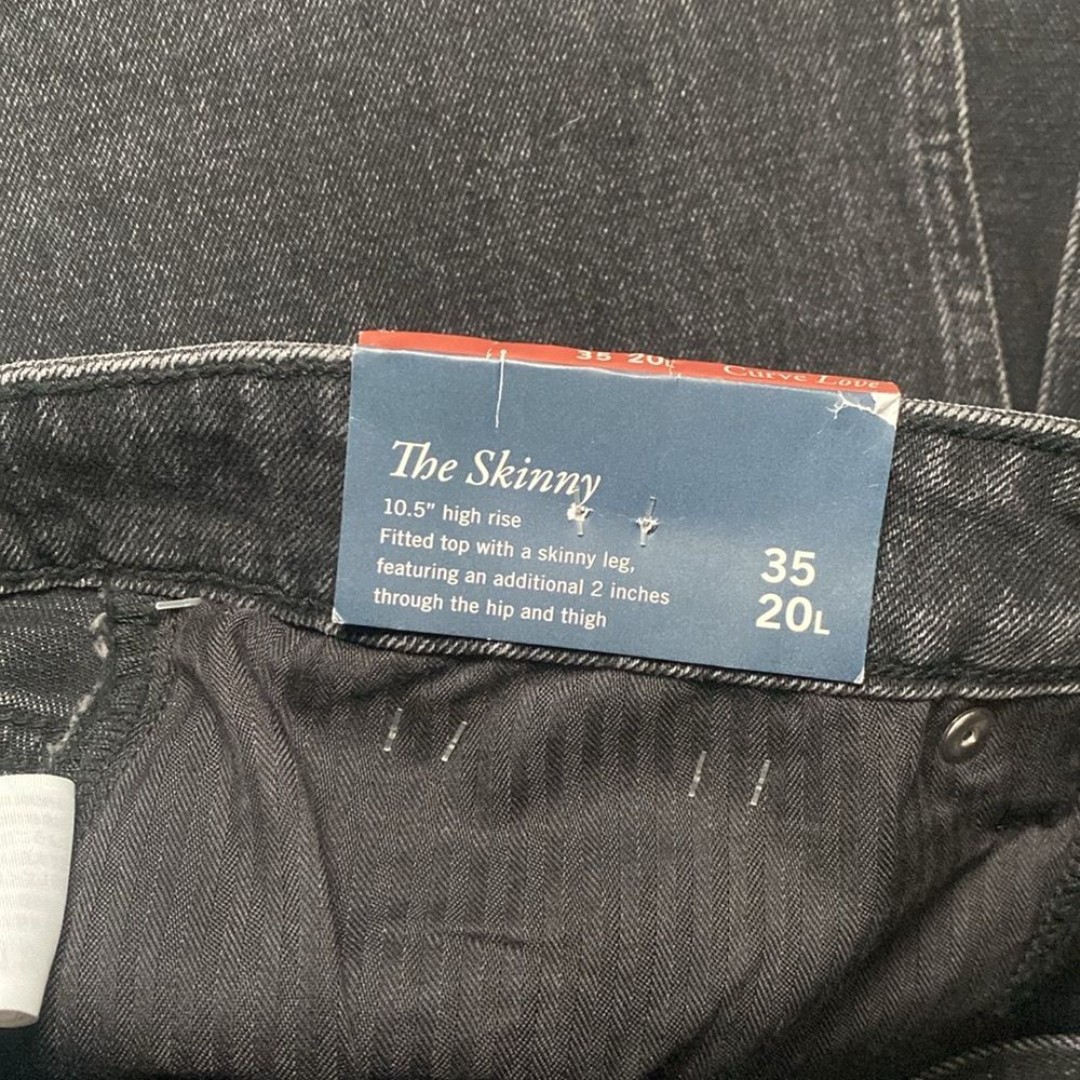 35 20L
Curve Love
The Skinny
10.5” high rise
Fitted top with a skinny leg,
featuring an additional 2 inches
through the hip and thigh
35
20L